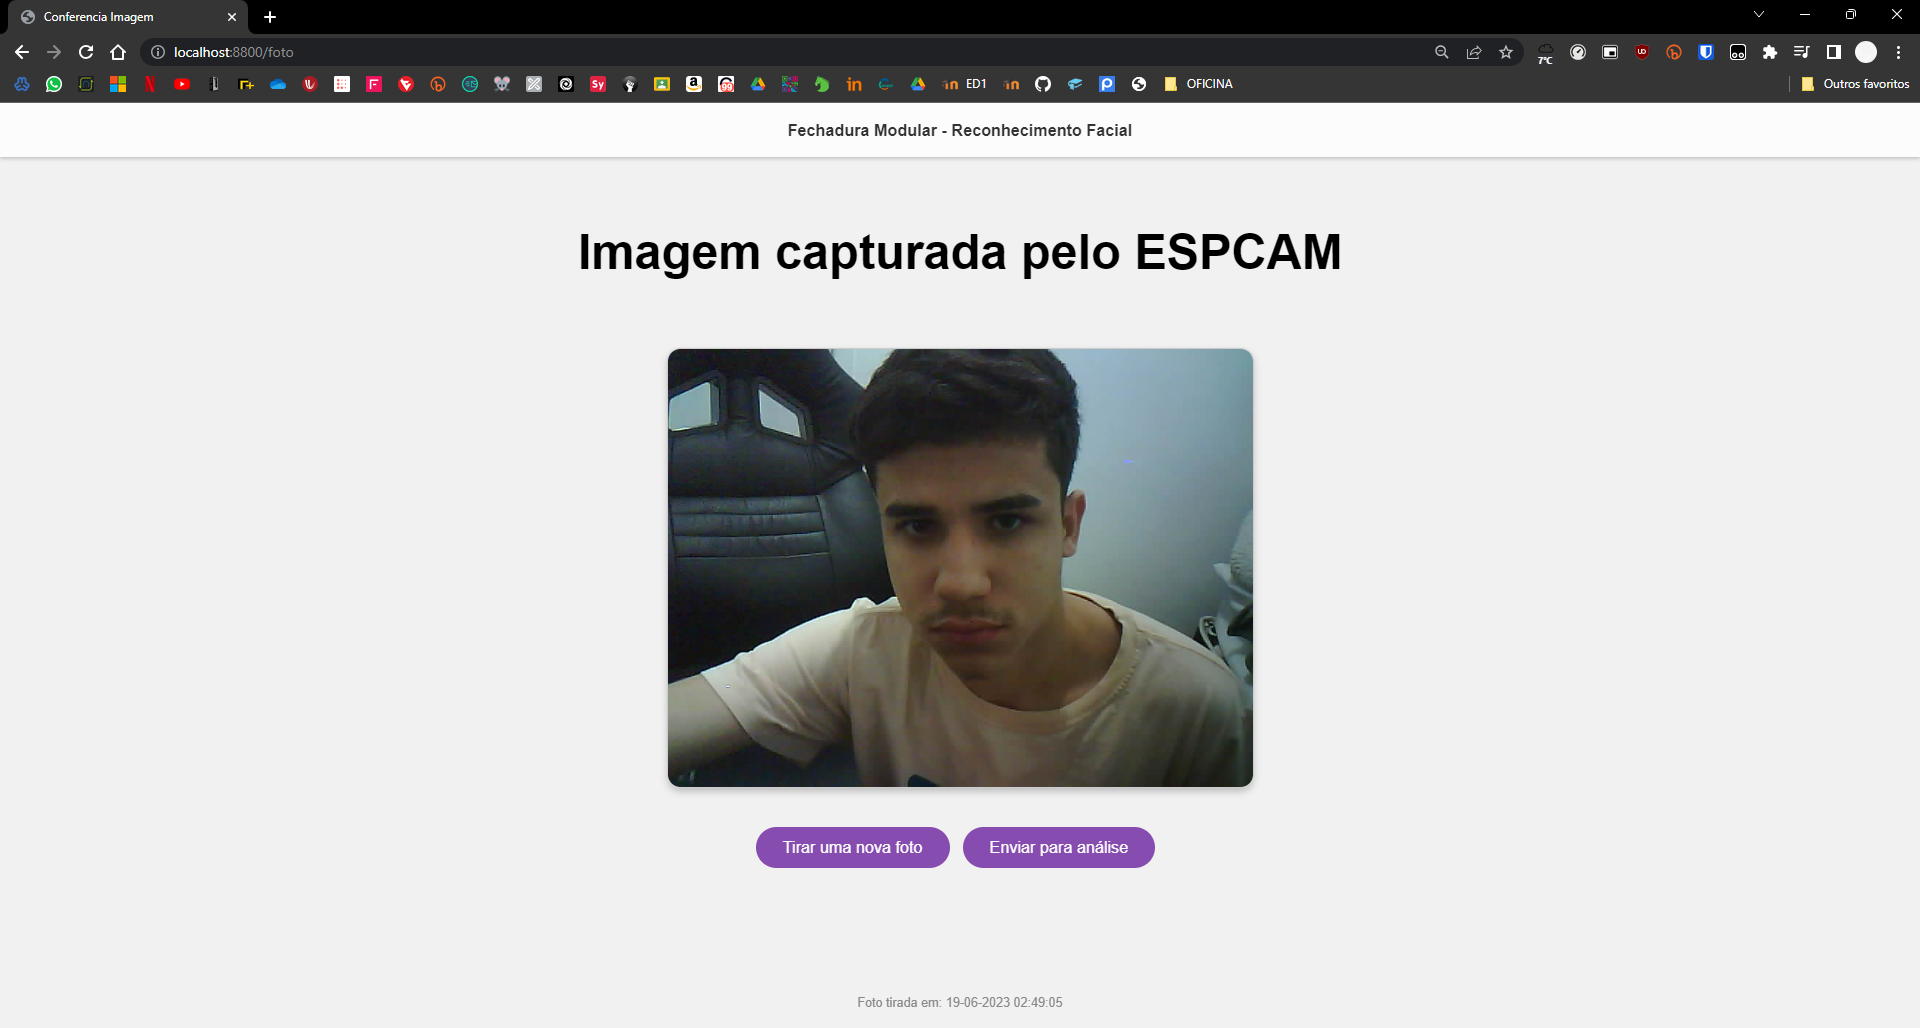 Conferencia Imagem
localhost:8800/foto
7°C
ED1
OFICINA
Outros favoritos
Fechadura Modular - Reconhecimento Facial
Imagem capturada pelo ESPCAM
Tirar uma nova foto
Enviar para análise
Foto tirada em: 19-06-2023 02:49:05